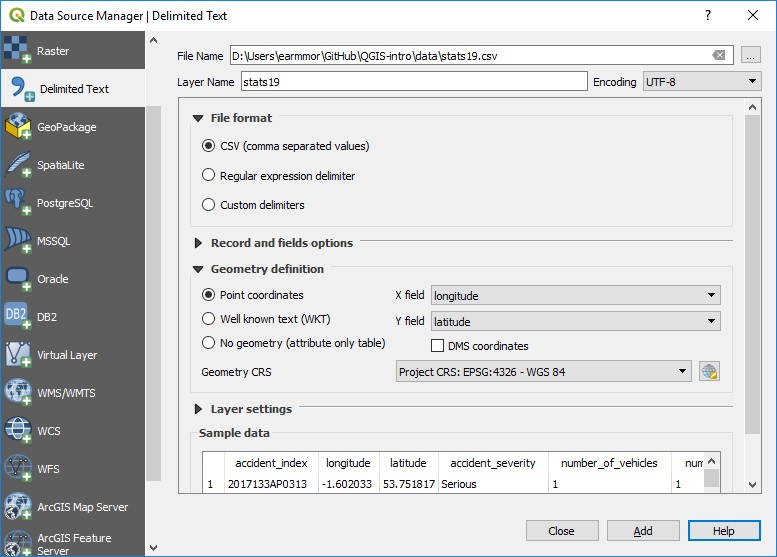 Data Source Manager | Delimited Text
?
Raster
Delimited Text
GeoPackage
SpatiaLite
PostgreSQL
MSSQL
Oracle
DB2
DB2
Virtual Layer
WMS/WMTS
WCS
WFS
ArcGIS Map Server
ArcGIS Feature
Server
File Name D:\Users\earmmor\GitHub\QGIS-intro\data\stats19.csv ...
Layer Name stats19 Encoding UTF-8
File format
CSV (comma separated values)
Regular expression delimiter
Custom delimiters
Record and fields options
Geometry definition
Point coordinates X field longitude
Well known text (WKT) Y field latitude
No geometry (attribute only table) DMS coordinates
Geometry CRS Project CRS: EPSG:4326 - WGS 84
Layer settings
Sample data
accident_index longitude latitude accident_severity number_of_vehicles num
1 2017133AP0313 -1.602033 53.751817 Serious 1 1
Close Add Help